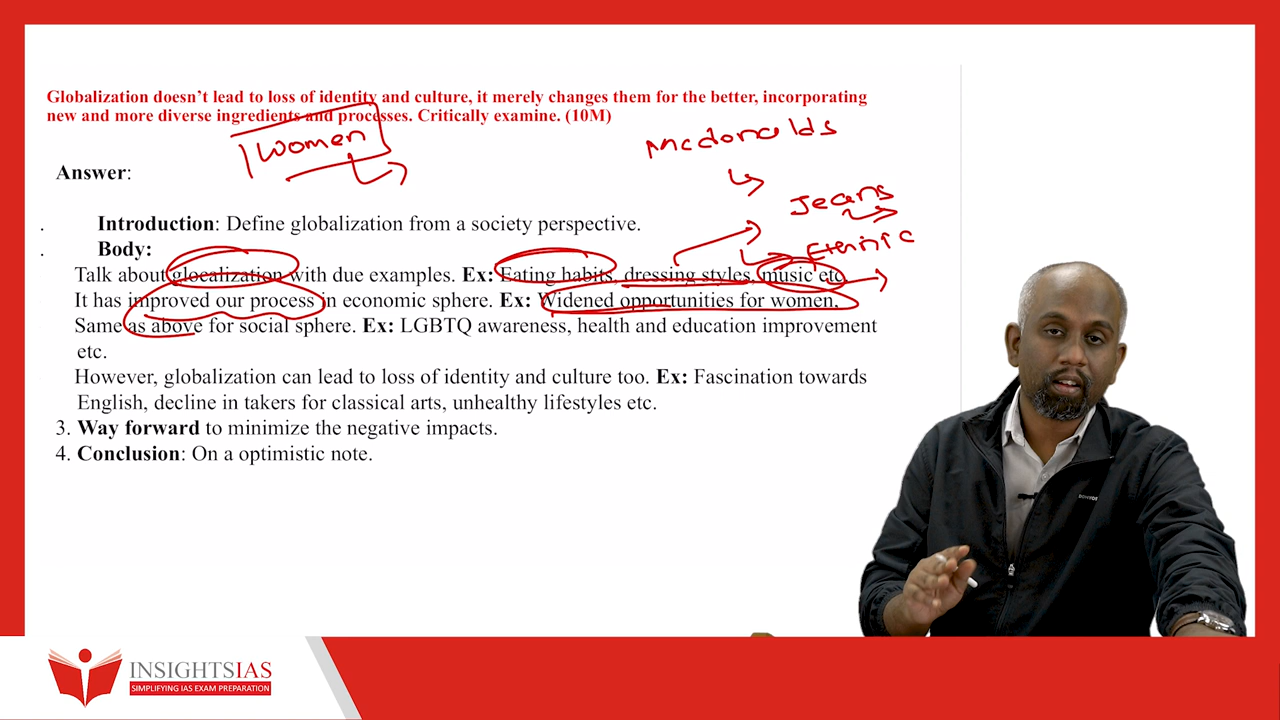 Globalization doesn't lead to loss of identity and culture, it merely changes them for the better, incorporating
new and more diverse ingredients and processes. Critically examine. (10M)
Women
Mcdonalds
Answer:
Jeans
. Introduction: Define globalization from a society perspective.
Ethnic
. Body:
Talk about glocalization with due examples. Ex: Eating habits, dressing styles, music etc.
It has improved our process in economic sphere. Ex: Widened opportunities for women.
Same as above for social sphere. Ex: LGBTQ awareness, health and education improvement
etc.
However, globalization can lead to loss of identity and culture too. Ex: Fascination towards
English, decline in takers for classical arts, unhealthy lifestyles etc.
3. Way forward to minimize the negative impacts.
4. Conclusion: On a optimistic note.
INSIGHTSIAS
SIMPLIFYING IAS EXAM PREPARATION